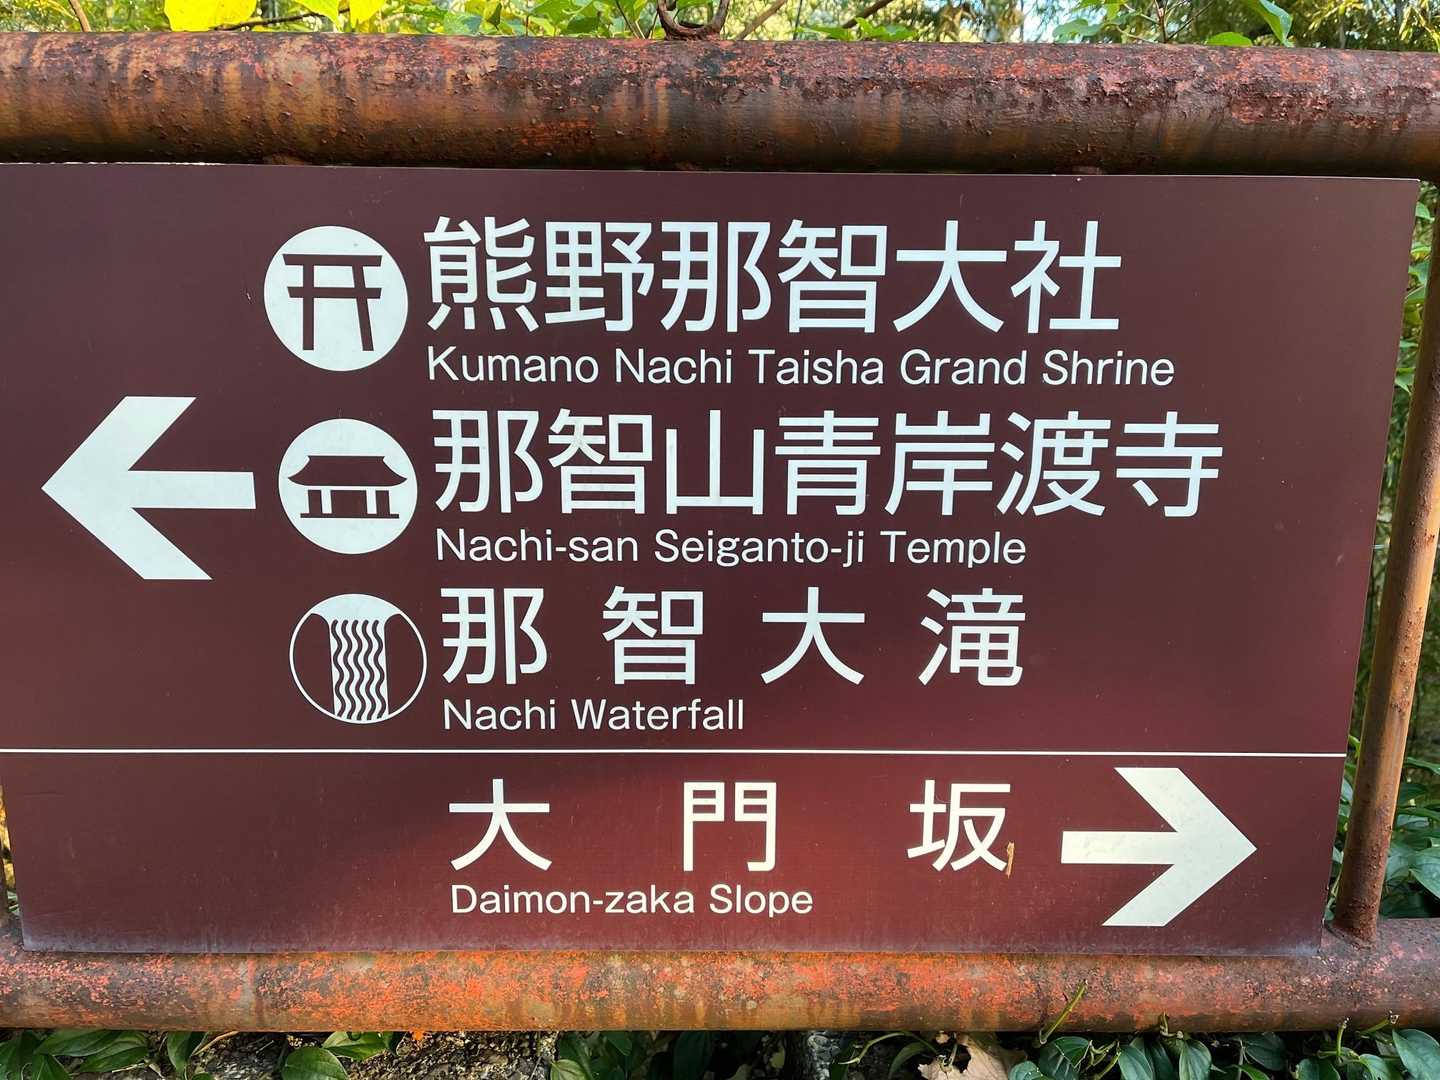 熊野那智大社
Kumano Nachi Taisha Grand Shrine
那智山青岸渡寺
Nachi-san Seiganto-ji Temple
那智大滝
Nachi Waterfall
大門坂
Daimon-zaka Slope